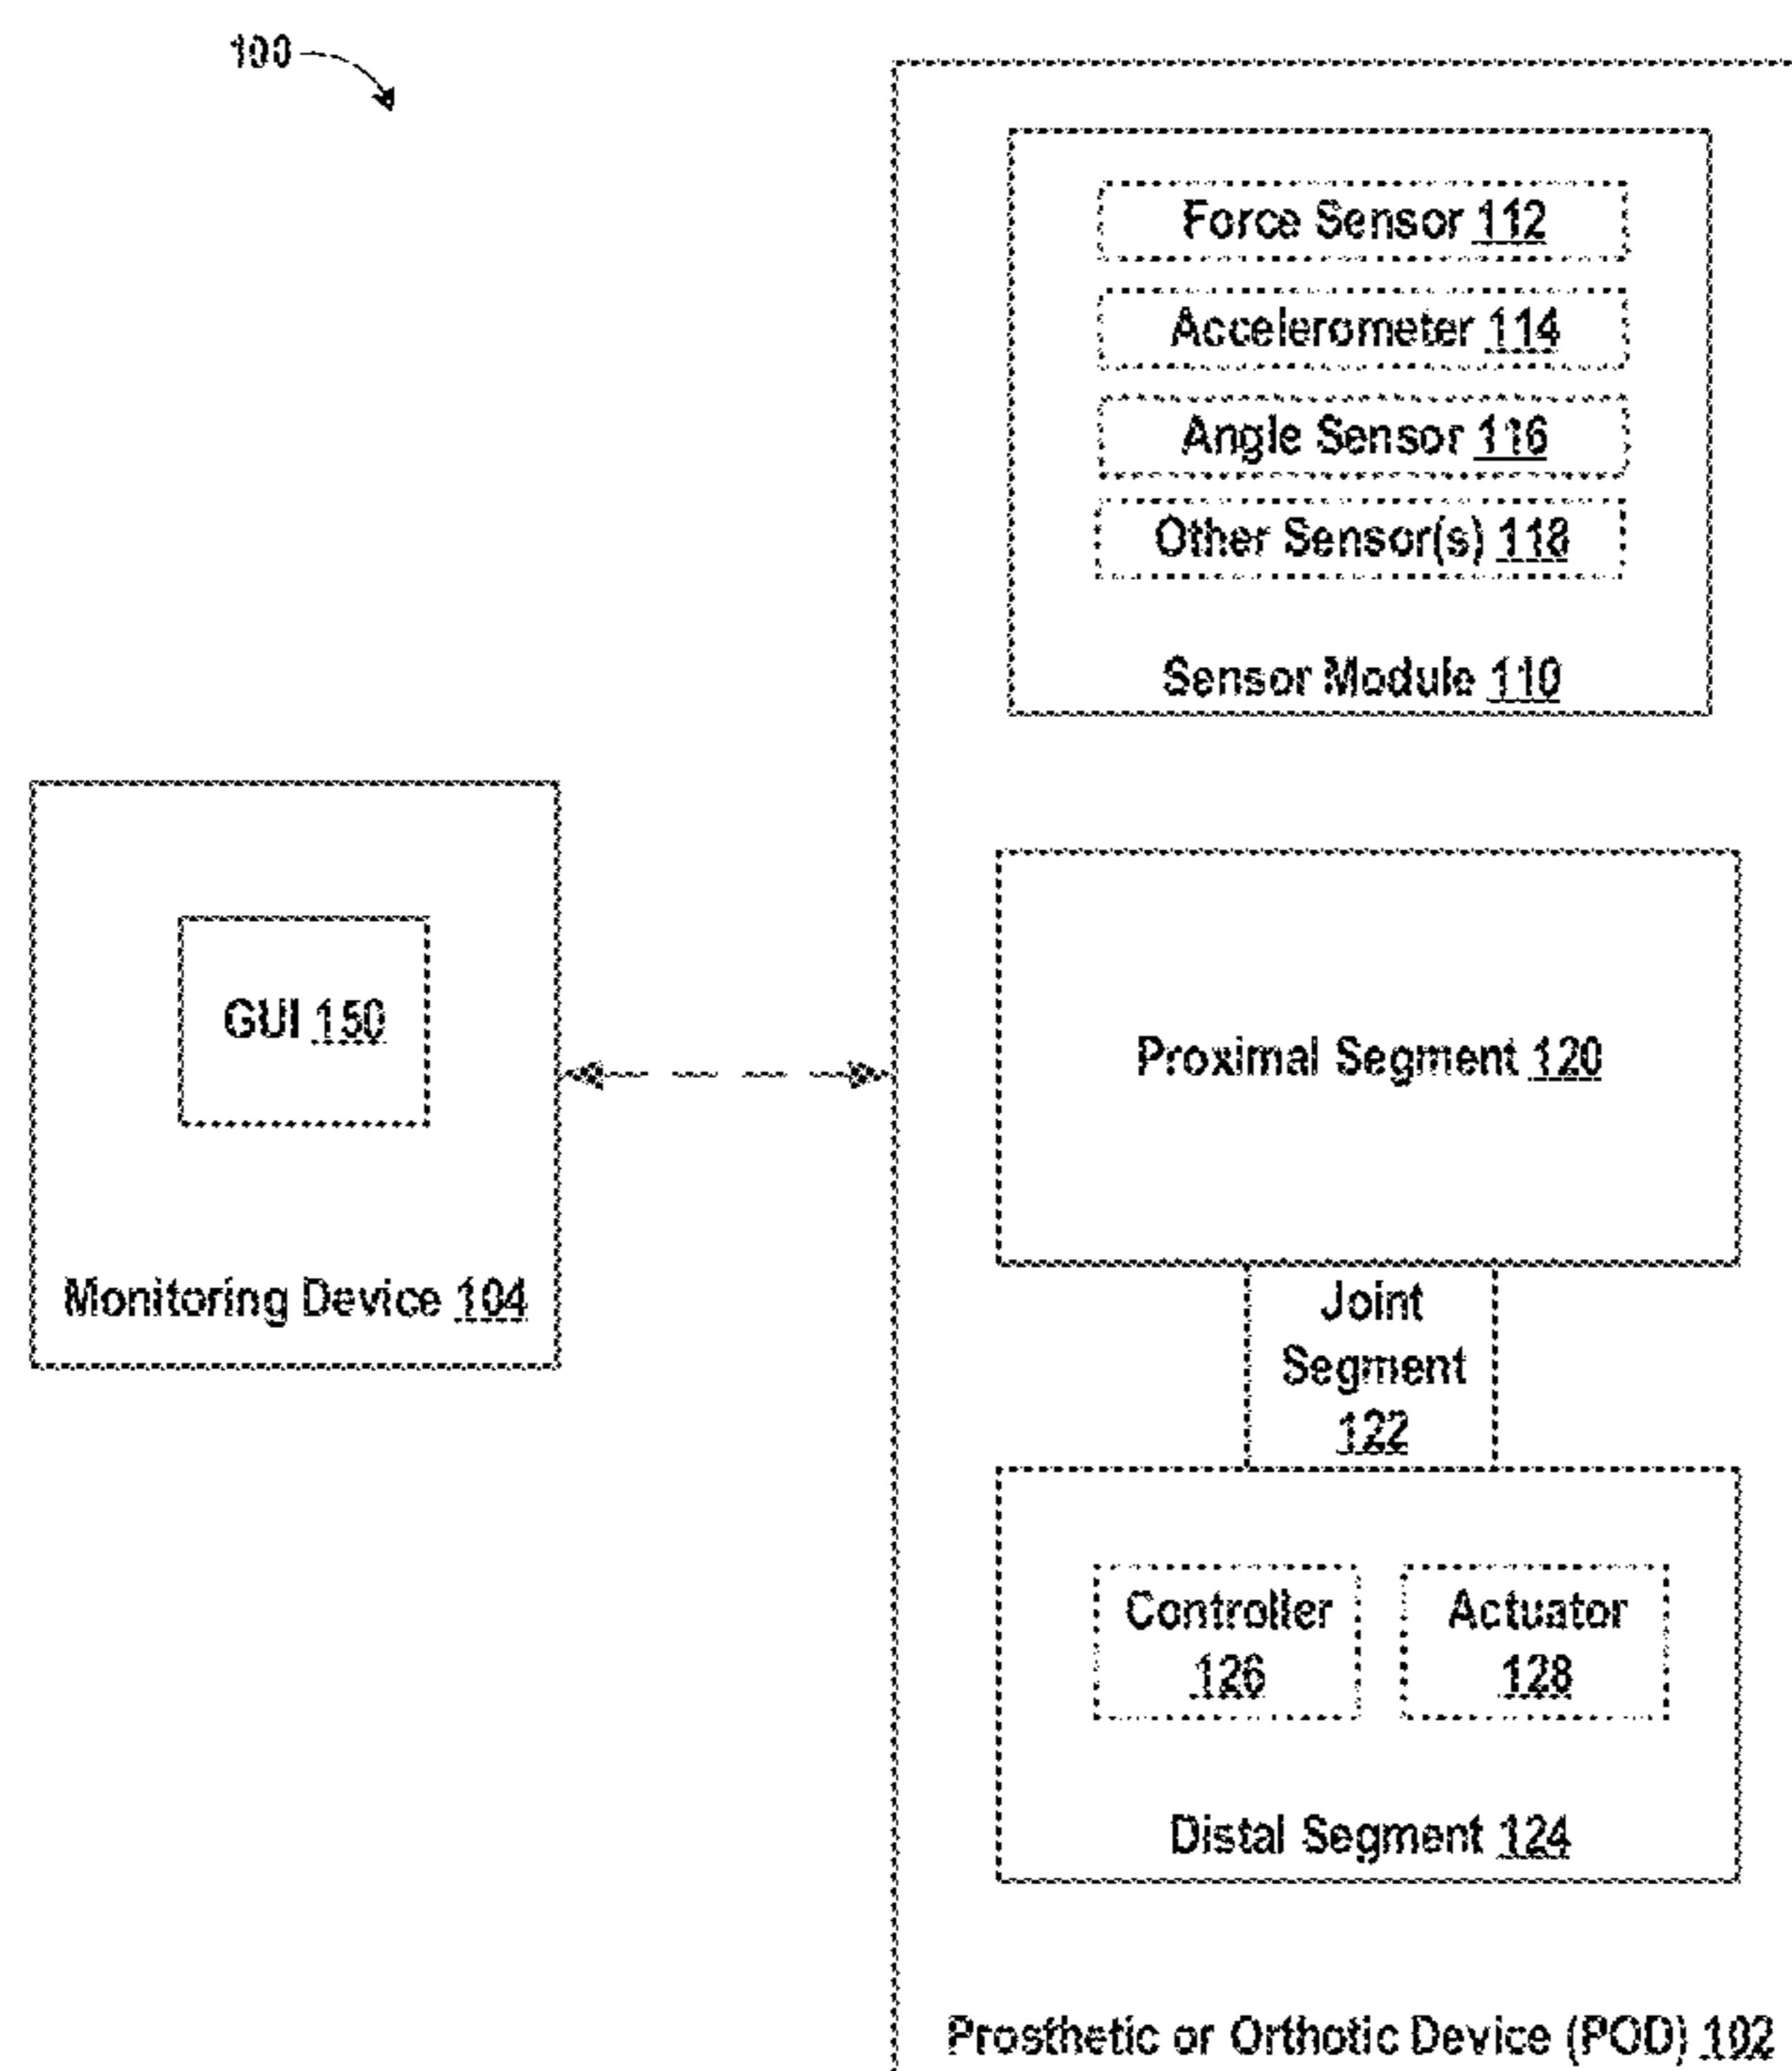 100
Force Sensor 112
Accelerometer 114
Angle Sensor 116
Other Sensor(s) 118
Sensor Module 110
GUI 150
Monitoring Device 104
Proximal Segment 120
Joint
Segment
122
Controller
126
Actuator
128
Distal Segment 124
Prosthetic or Orthotic Device (POD) 102